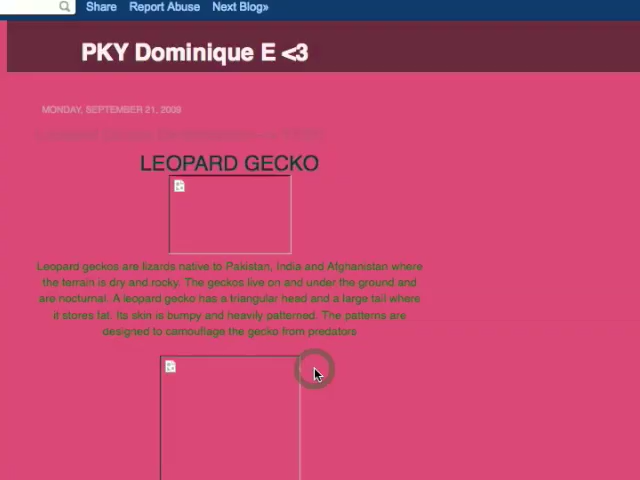 Share Report Abuse Next Blog»
PKY Dominique E <3
MONDAY, SEPTEMBER 21, 2009
LEOPARD GECKO
Leopard geckos are lizards native to Pakistan, India and Afghanistan where
the terrain is dry and rocky. The geckos live on and under the ground and
are nocturnal. A leopard gecko has a triangular head and a large tail where
it stores fat. Its skin is bumpy and heavily patterned. The patterns are
designed to camouflage the gecko from predators